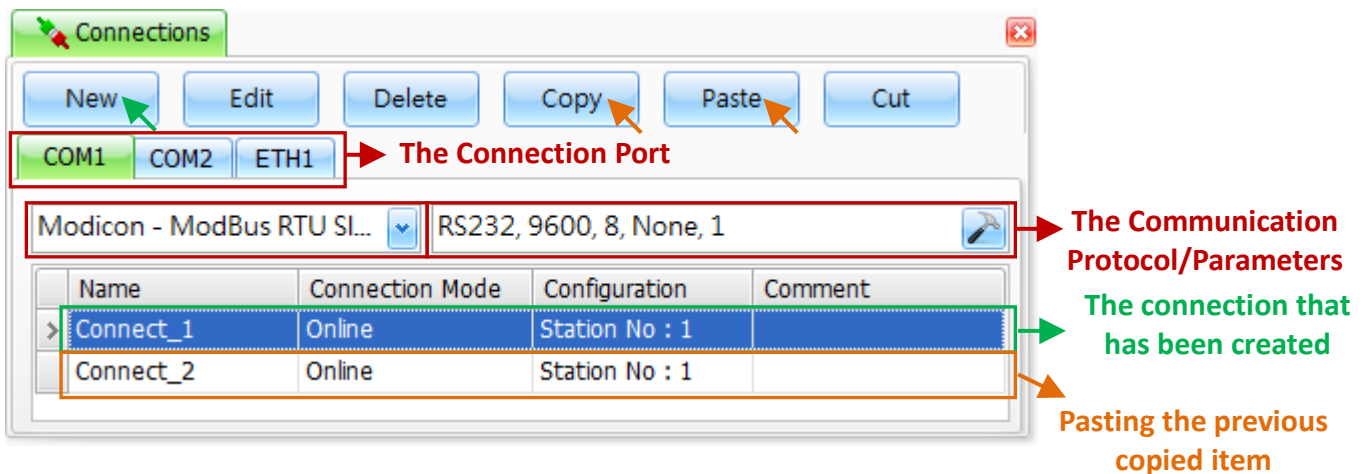 Connections
New Edit Delete Copy Paste Cut
COM1 COM2 ETH1 The Connection Port
Modicon - ModBus RTU Sl... RS232, 9600, 8, None, 1
The Communication
Protocol/Parameters
Name Connection Mode Configuration Comment
Connect_1 Online Station No : 1
The connection that
has been created
Connect_2 Online Station No : 1
Pasting the previous
copied item